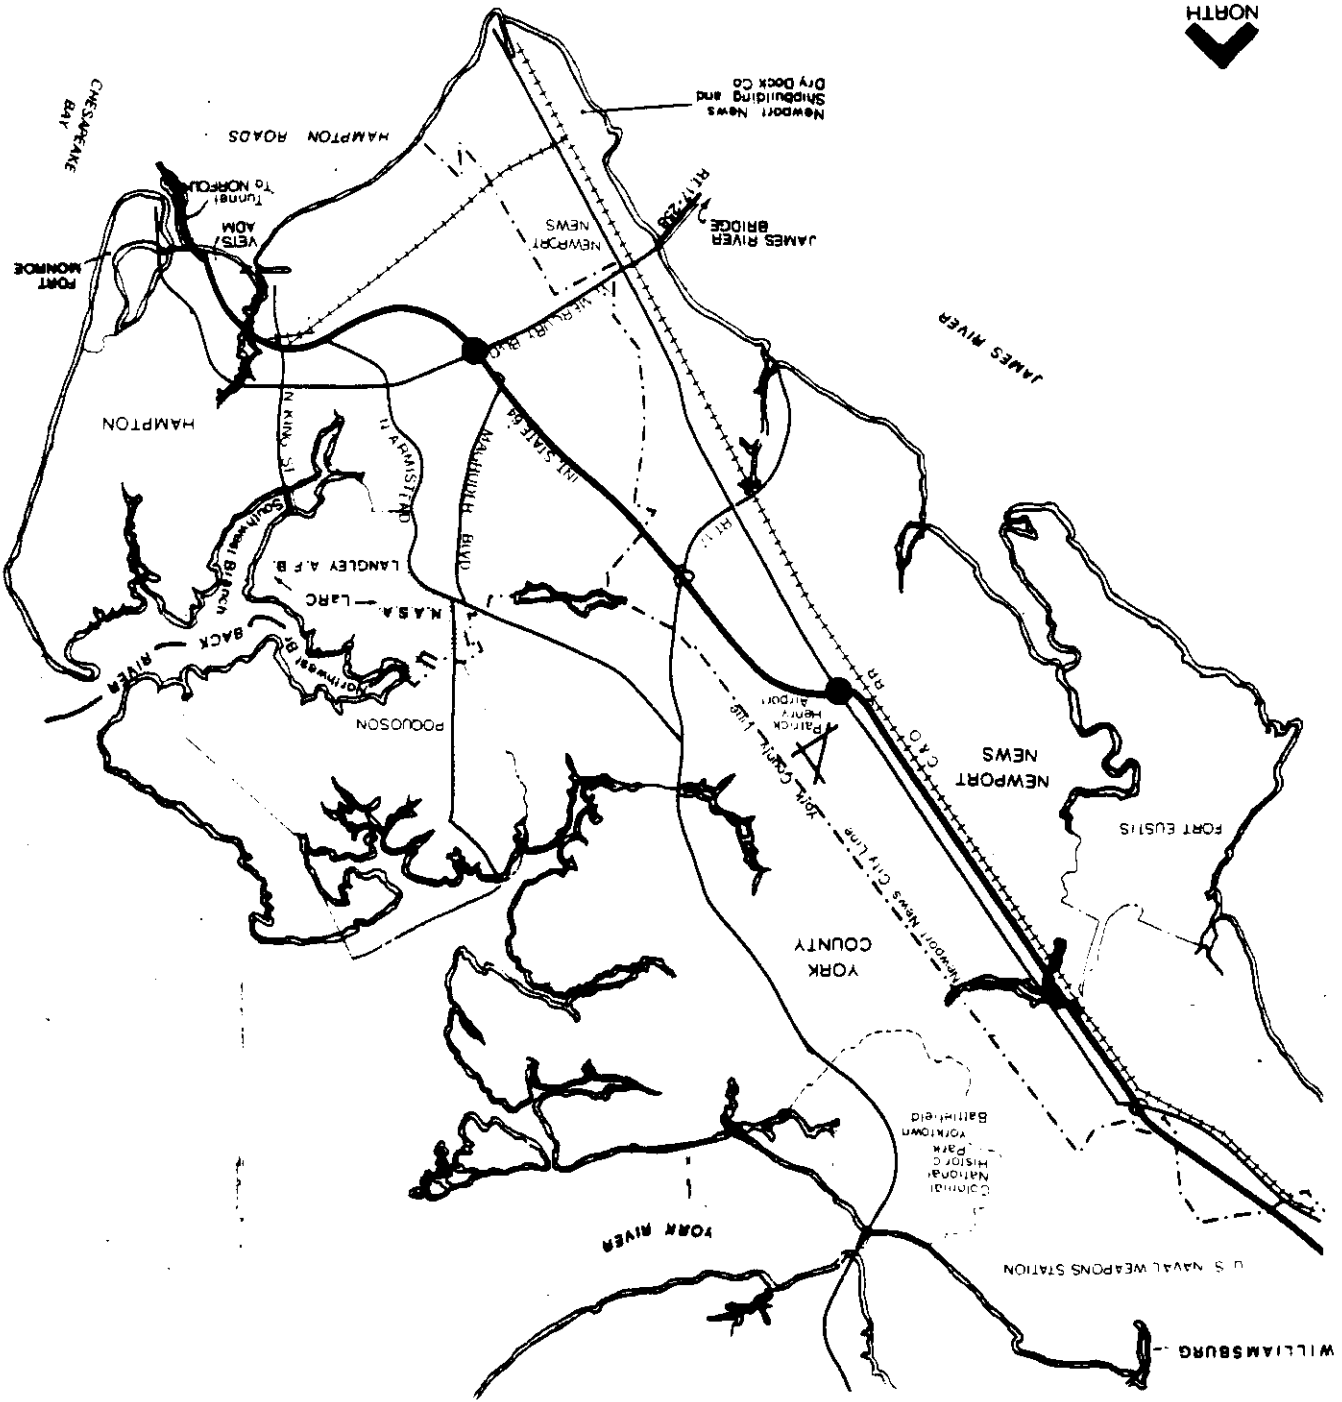 WILLIAMSBURG
U.S. NAVAL WEAPONS STATION
YORK RIVER
Colonial
National
Historic
Park
Yorktown
Battlefield
YORK
COUNTY
Newport News City Line
York County Line
FORT EUSTIS
NEWPORT
NEWS
C & O RR
Patrick
Henry
Airport
POQUOSON
BACK RIVER
Northwest Br
Southwest Branch
N.A.S.A.
LaRC
LANGLEY A.F.B.
RT 17
INT. STATE 64
MAGRUDER BLVD
N ARMISTEAD
N KING ST
HAMPTON
JAMES RIVER
MERCURY BLVD
JAMES RIVER
BRIDGE
RT 17-258
NEWPORT
NEWS
FORT
MONROE
VETS/
ADM
Tunnel
To NORFOLK
HAMPTON ROADS
CHESAPEAKE
BAY
Newport News
Shipbuilding and
Dry Dock Co
NORTH